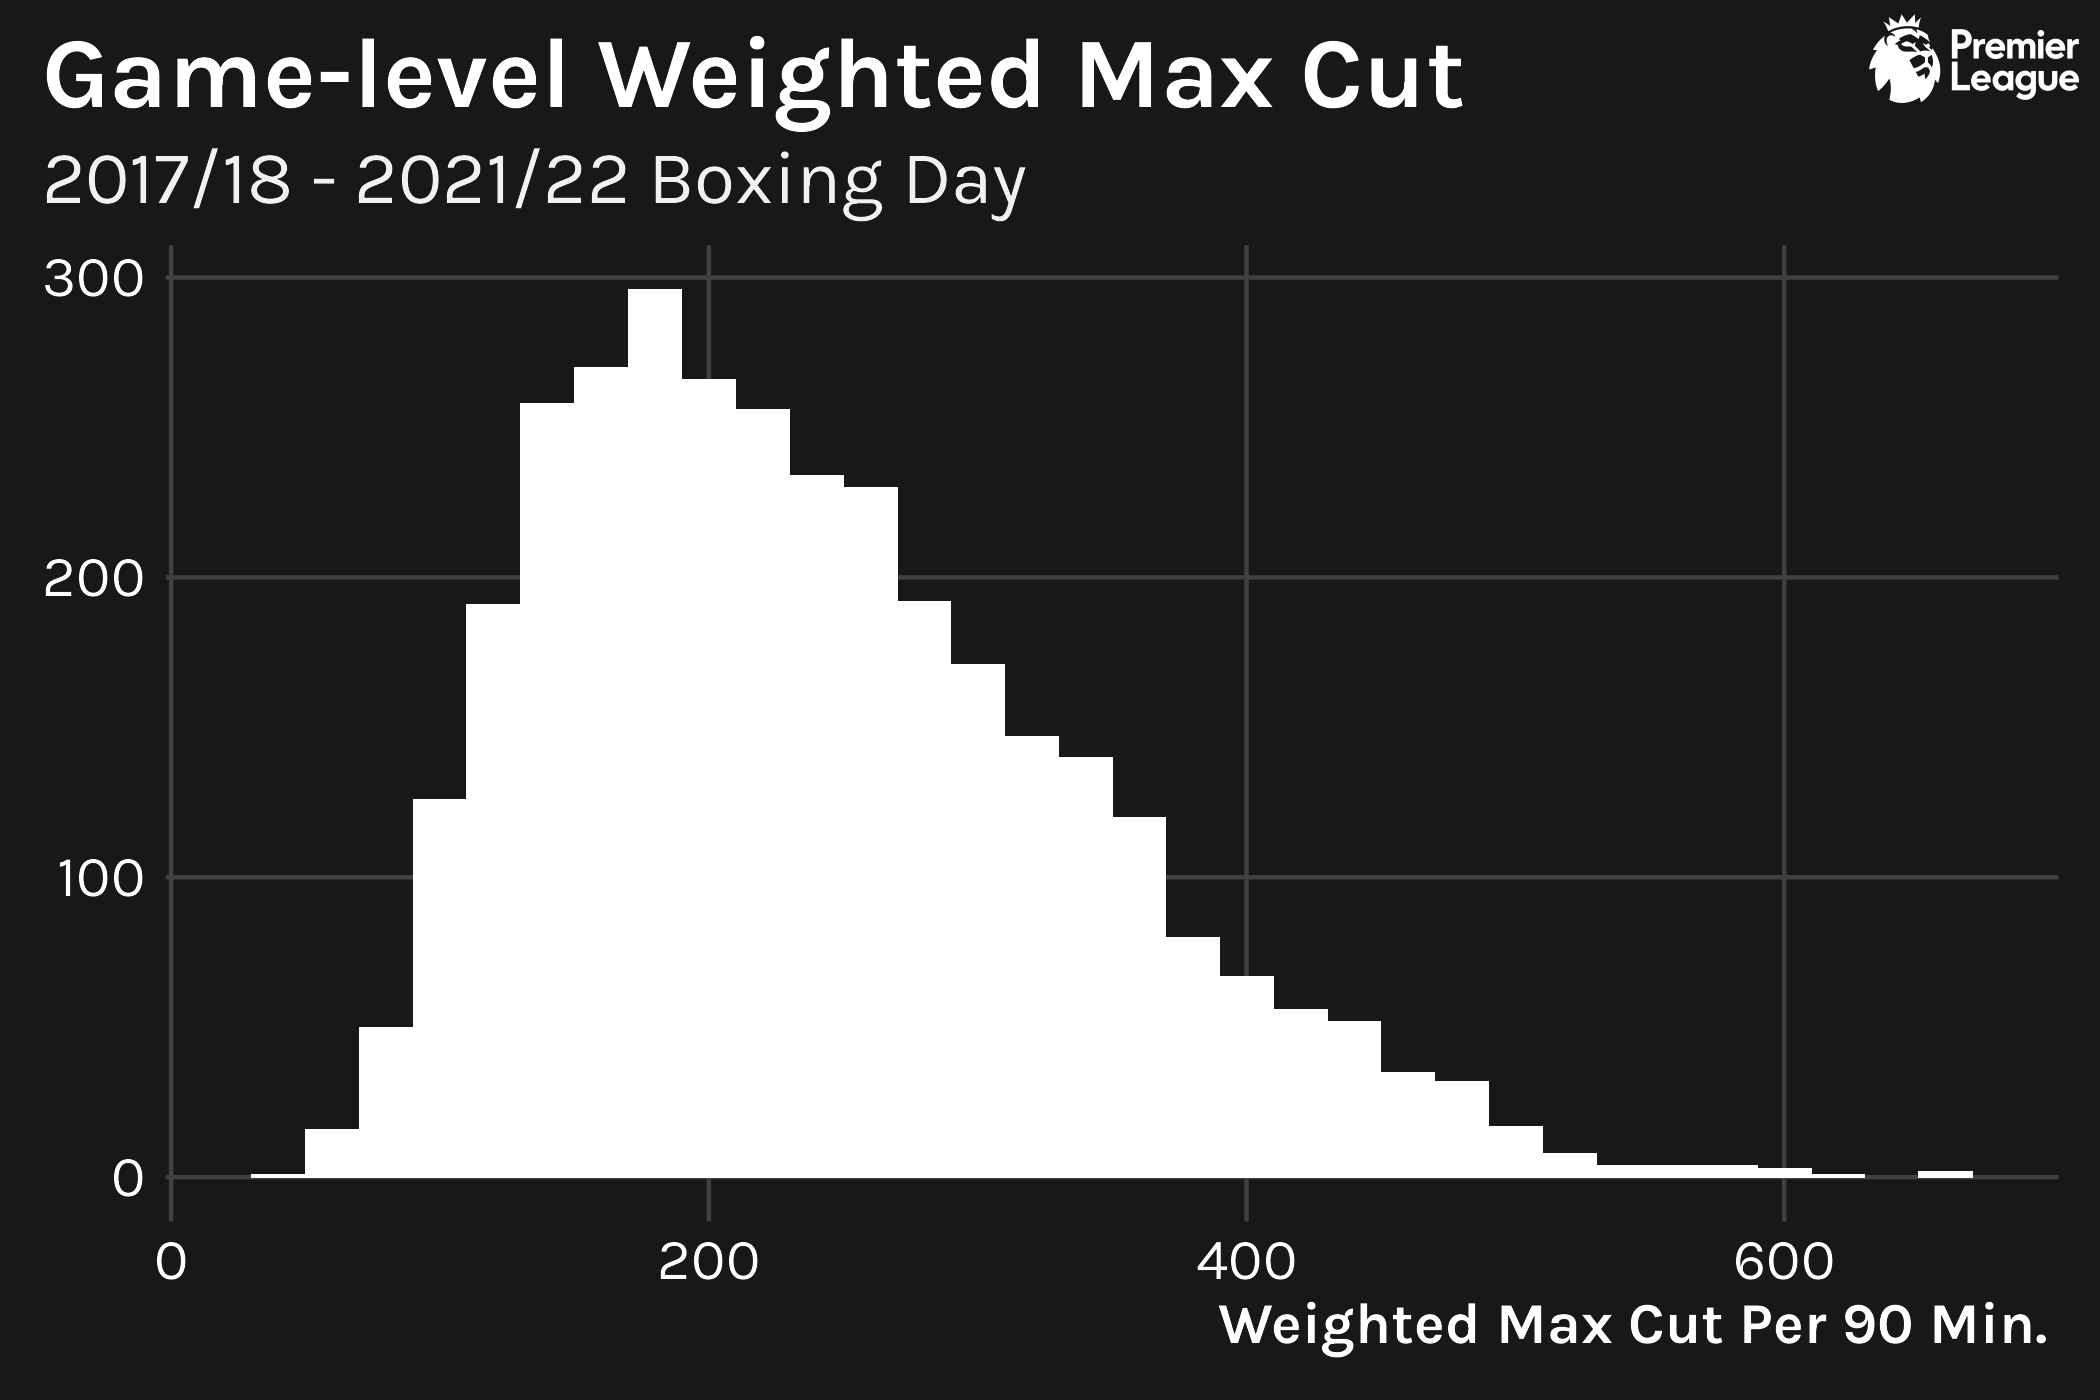 Game-level Weighted Max Cut
Premier
League
2017/18 - 2021/22 Boxing Day
300
200
100
0
0 200 400 600
Weighted Max Cut Per 90 Min.